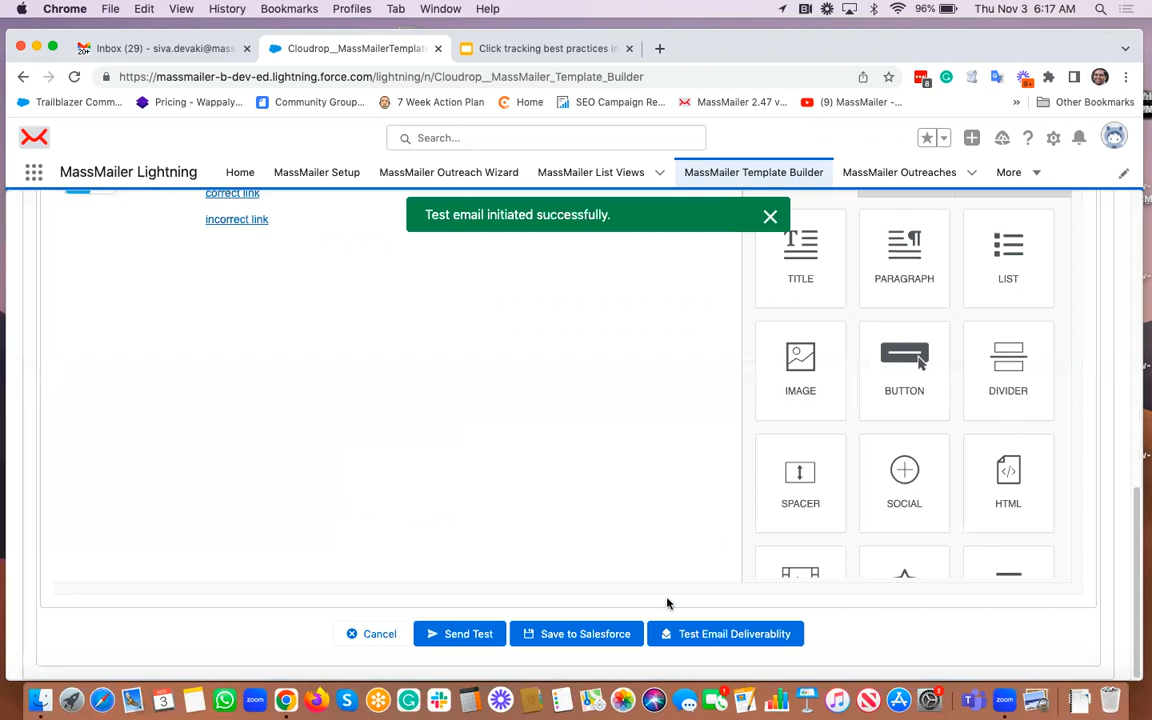 Chrome File Edit View History Bookmarks Profiles Tab Window Help 96% Thu Nov 3 6:17 AM
Inbox (29) - siva.devaki@mass Cloudrop__MassMailerTemplate Click tracking best practices in
https://massmailer-b-dev-ed.lightning.force.com/lightning/n/Cloudrop__MassMailer_Template_Builder
Trailblazer Comm... Pricing - Wappaly... Community Group... 7 Week Action Plan Home SEO Campaign Re... MassMailer 2.47 v... (9) MassMailer -... » Other Bookmarks
Search...
MassMailer Lightning Home MassMailer Setup MassMailer Outreach Wizard MassMailer List Views MassMailer Template Builder MassMailer Outreaches More
correct link
Test email initiated successfully.
incorrect link
TITLE PARAGRAPH LIST
IMAGE BUTTON DIVIDER
SPACER SOCIAL HTML
Cancel Send Test Save to Salesforce Test Email Deliverablity